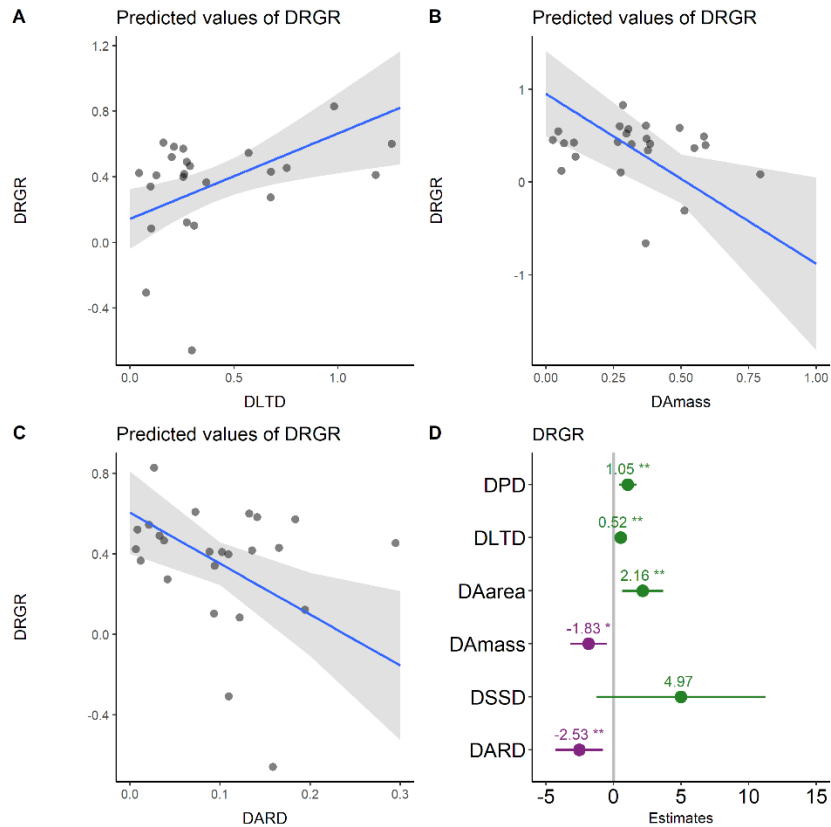 A
Predicted values of DRGR
1.2
0.8
0.4
0.0
-0.4
DRGR
0.0
0.5
1.0
DLTD
B
Predicted values of DRGR
1
0
-1
DRGR
0.00
0.25
0.50
0.75
1.00
DAmass
C
Predicted values of DRGR
0.8
0.4
0.0
-0.4
DRGR
0.0
0.1
0.2
0.3
DARD
D
DRGR
DPD
1.05 **
DLTD
0.52 **
DAarea
2.16 **
DAmass
-1.83 *
DSSD
4.97
DARD
-2.53 **
-5
0
5
10
15
Estimates